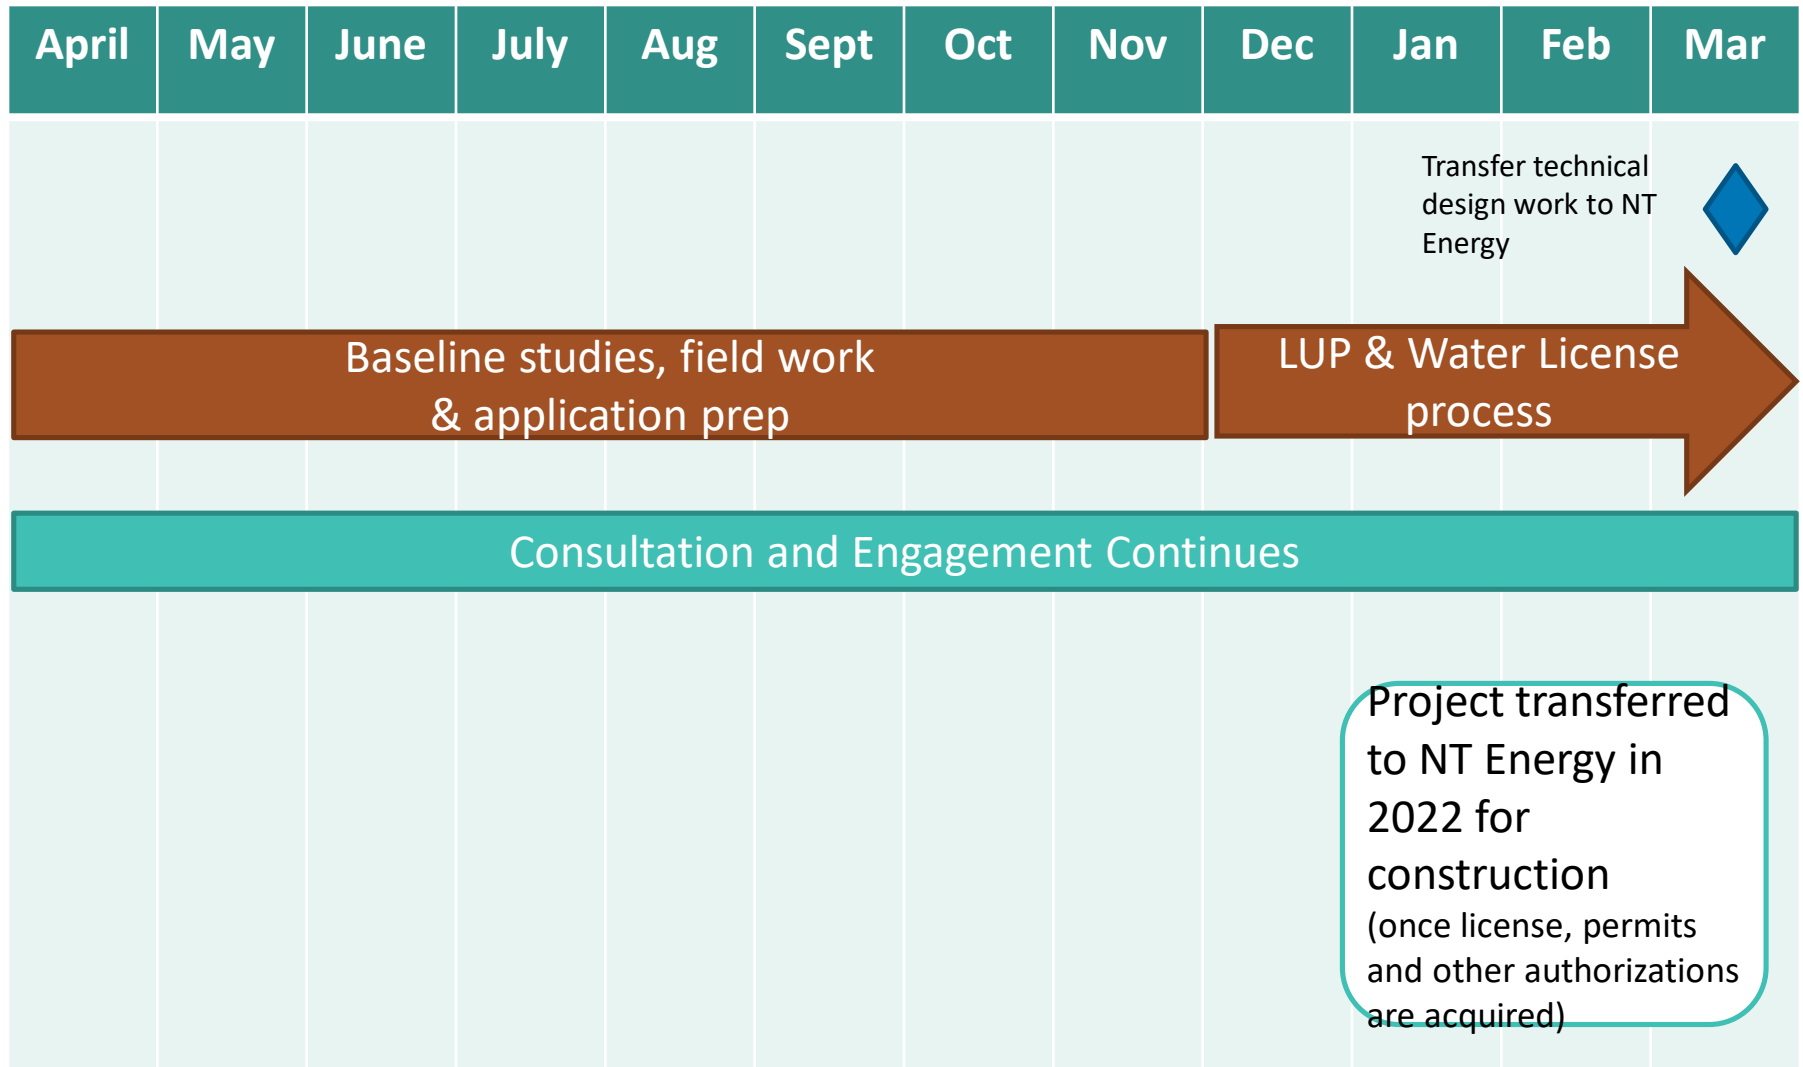 April May June July Aug Sept Oct Nov Dec Jan Feb Mar
Transfer technical
design work to NT
Energy
Baseline studies, field work
& application prep
LUP & Water License
process
Consultation and Engagement Continues
Project transferred
to NT Energy in
2022 for
construction
(once license, permits
and other authorizations
are acquired)